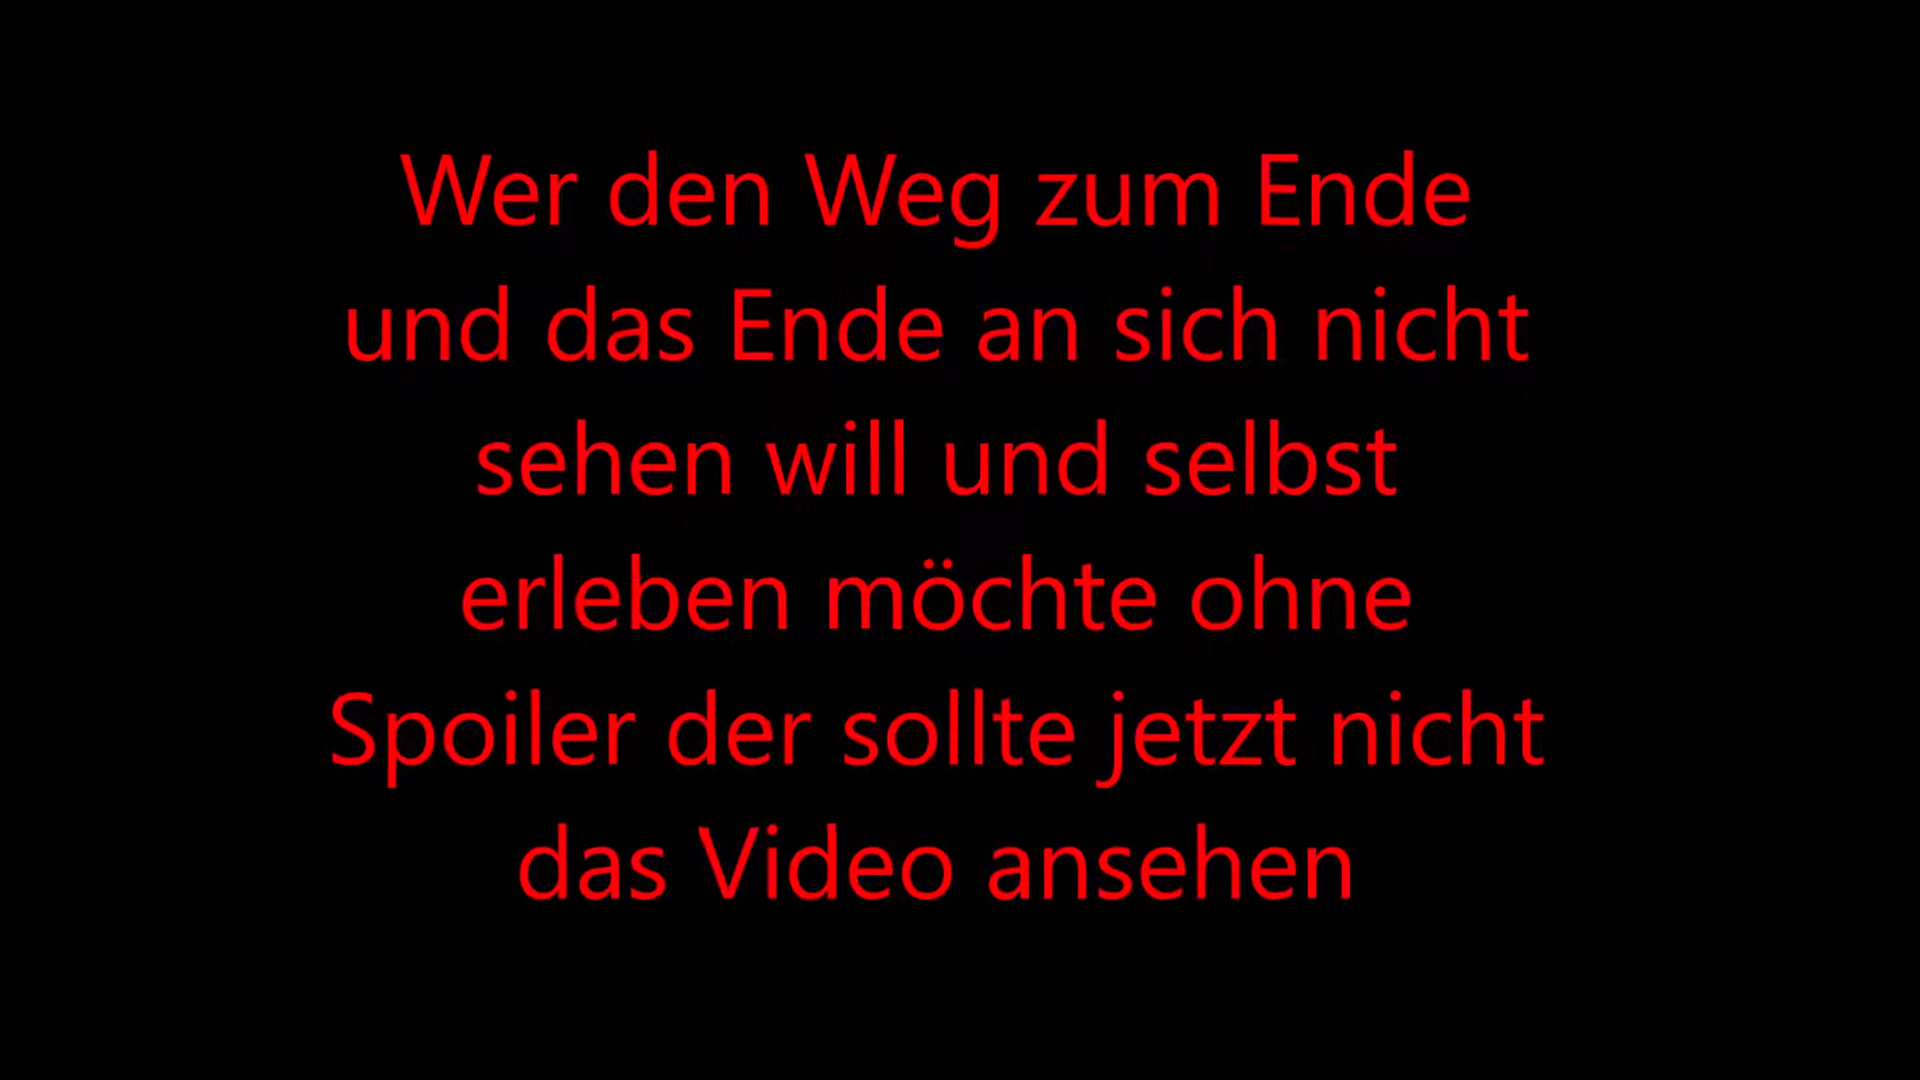 Wer den Weg zum Ende
und das Ende an sich nicht
sehen will und selbst
erleben möchte ohne
Spoiler der sollte jetzt nicht
das Video ansehen